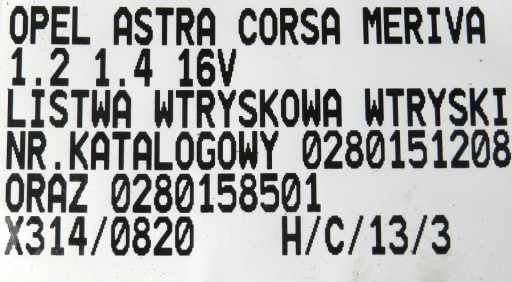 OPEL ASTRA CORSA MERIVA
1.2 1.4 16V
LISTWA WTRYSKOWA WTRYSKI
NR.KATALOGOWY 0280151208
ORAZ 0280158501
X314/0820 H/C/13/3